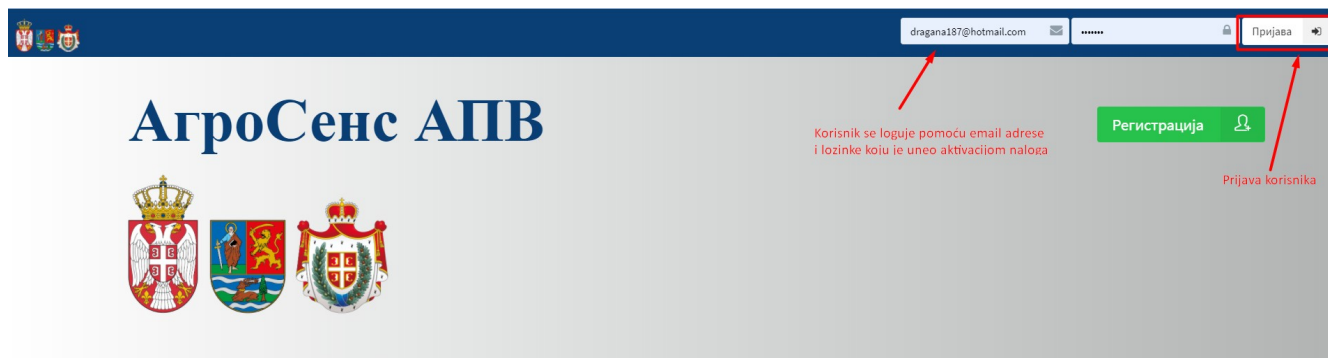 dragana187@hotmail.com
Пријава
АгроСенс АПВ
Korisnik se loguje pomoću email adrese
i lozinke koju je uneo aktivacijom naloga
Регистрација
Prijava korisnika